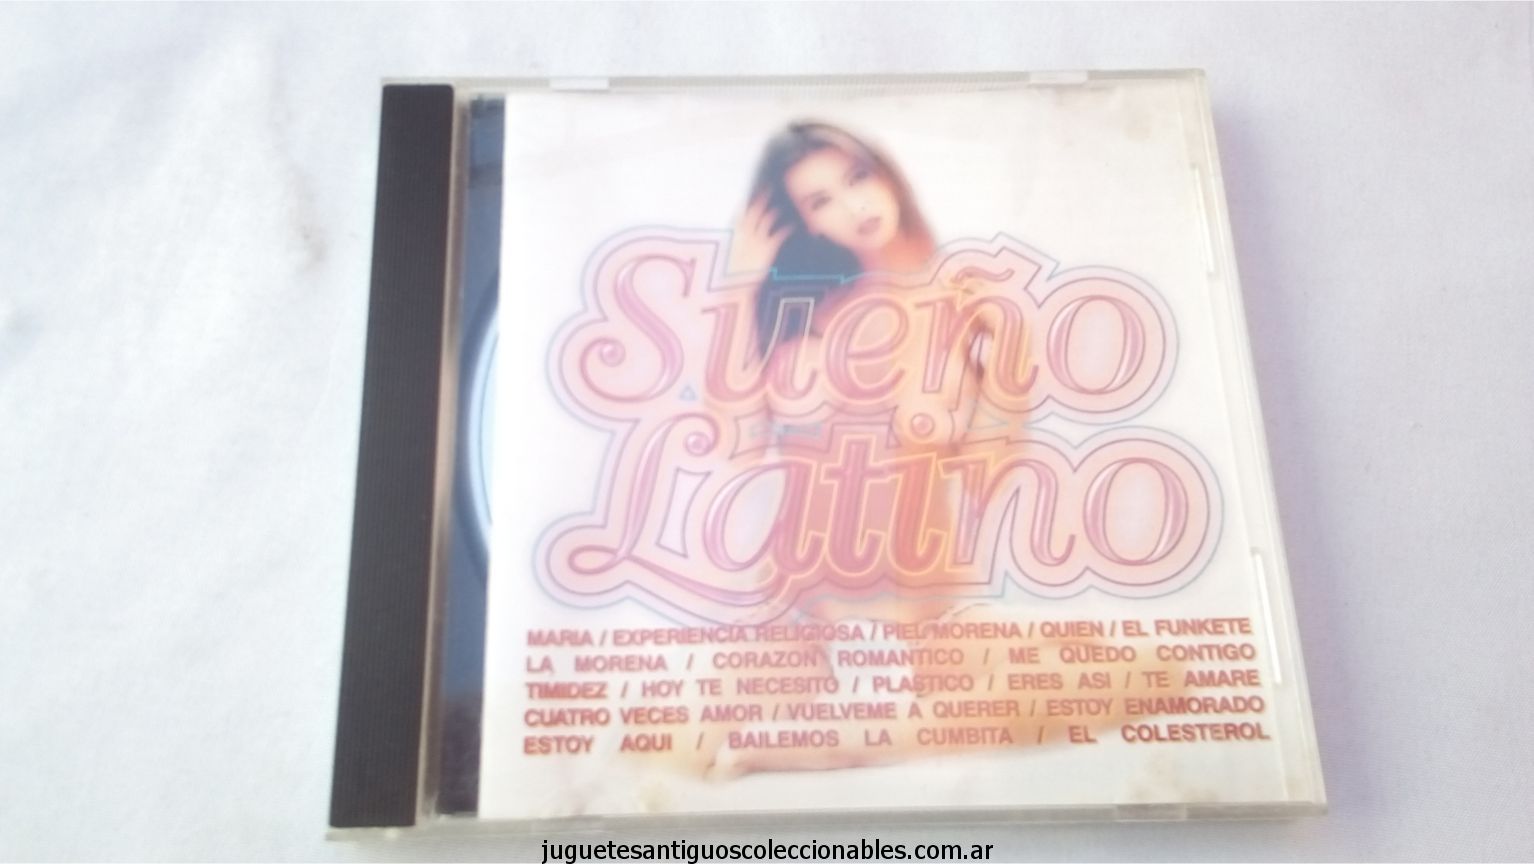 Sueño
Latino
MARIA / EXPERIENCIA RELIGIOSA / PIEL MORENA / QUIEN / EL FUNKETE
LA MORENA / CORAZON ROMANTICO / ME QUEDO CONTIGO
TIMIDEZ / HOY TE NECESITO / PLASTICO / ERES ASI / TE AMARE
CUATRO VECES AMOR / VUELVEME A QUERER / ESTOY ENAMORADO
ESTOY AQUI / BAILEMOS LA CUMBITA / EL COLESTEROL
juguetesantiguoscoleccionables.com.ar